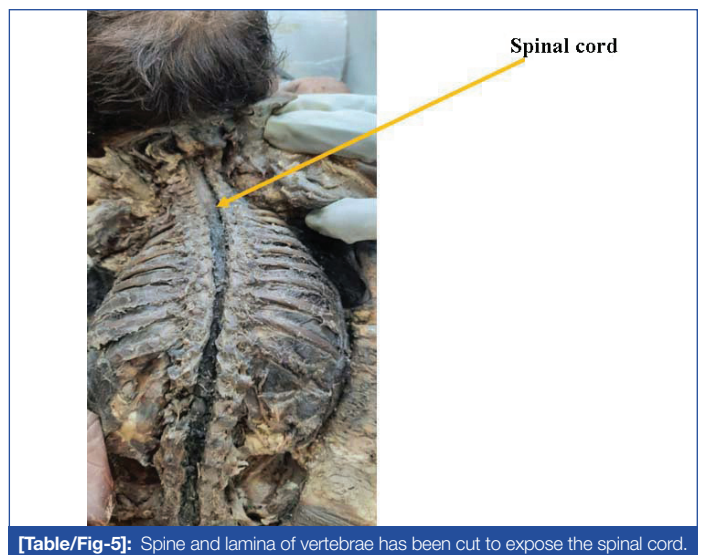 Spinal cord
[Table/Fig-5]: Spine and lamina of vertebrae has been cut to expose the spinal cord.